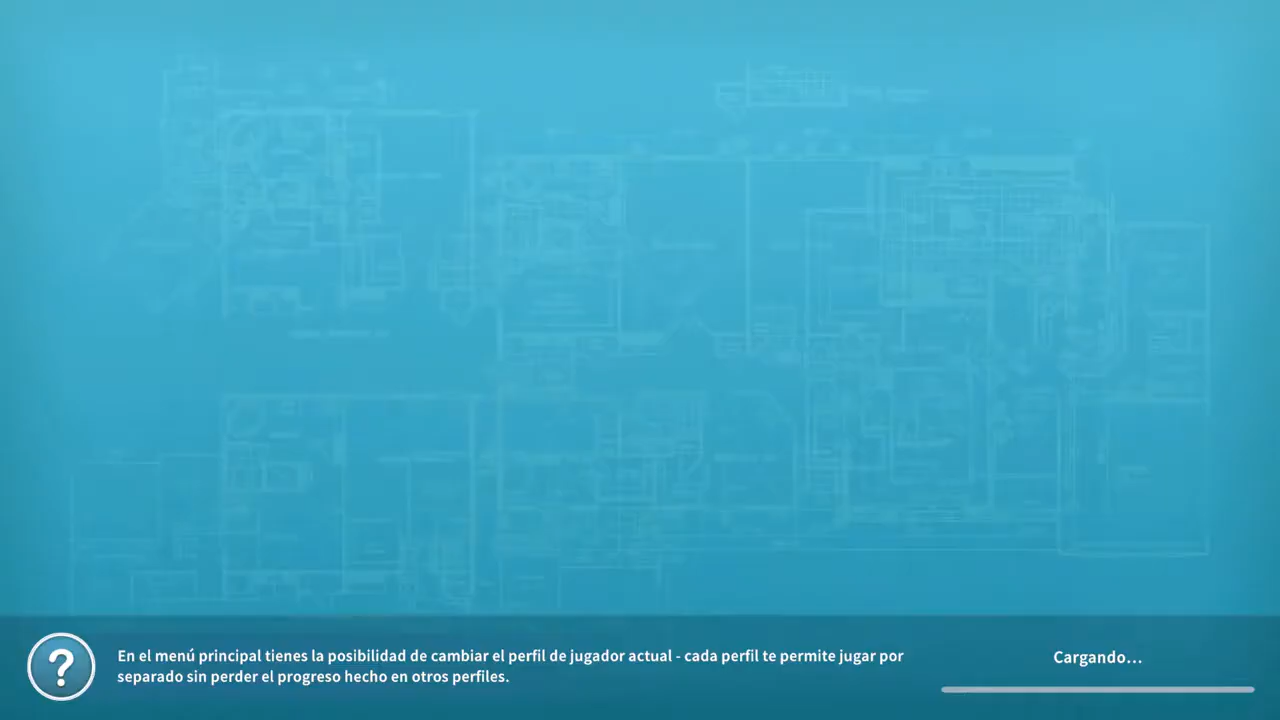 En el menú principal tienes la posibilidad de cambiar el perfil de jugador actual - cada perfil te permite jugar por
separado sin perder el progreso hecho en otros perfiles.
Cargando...